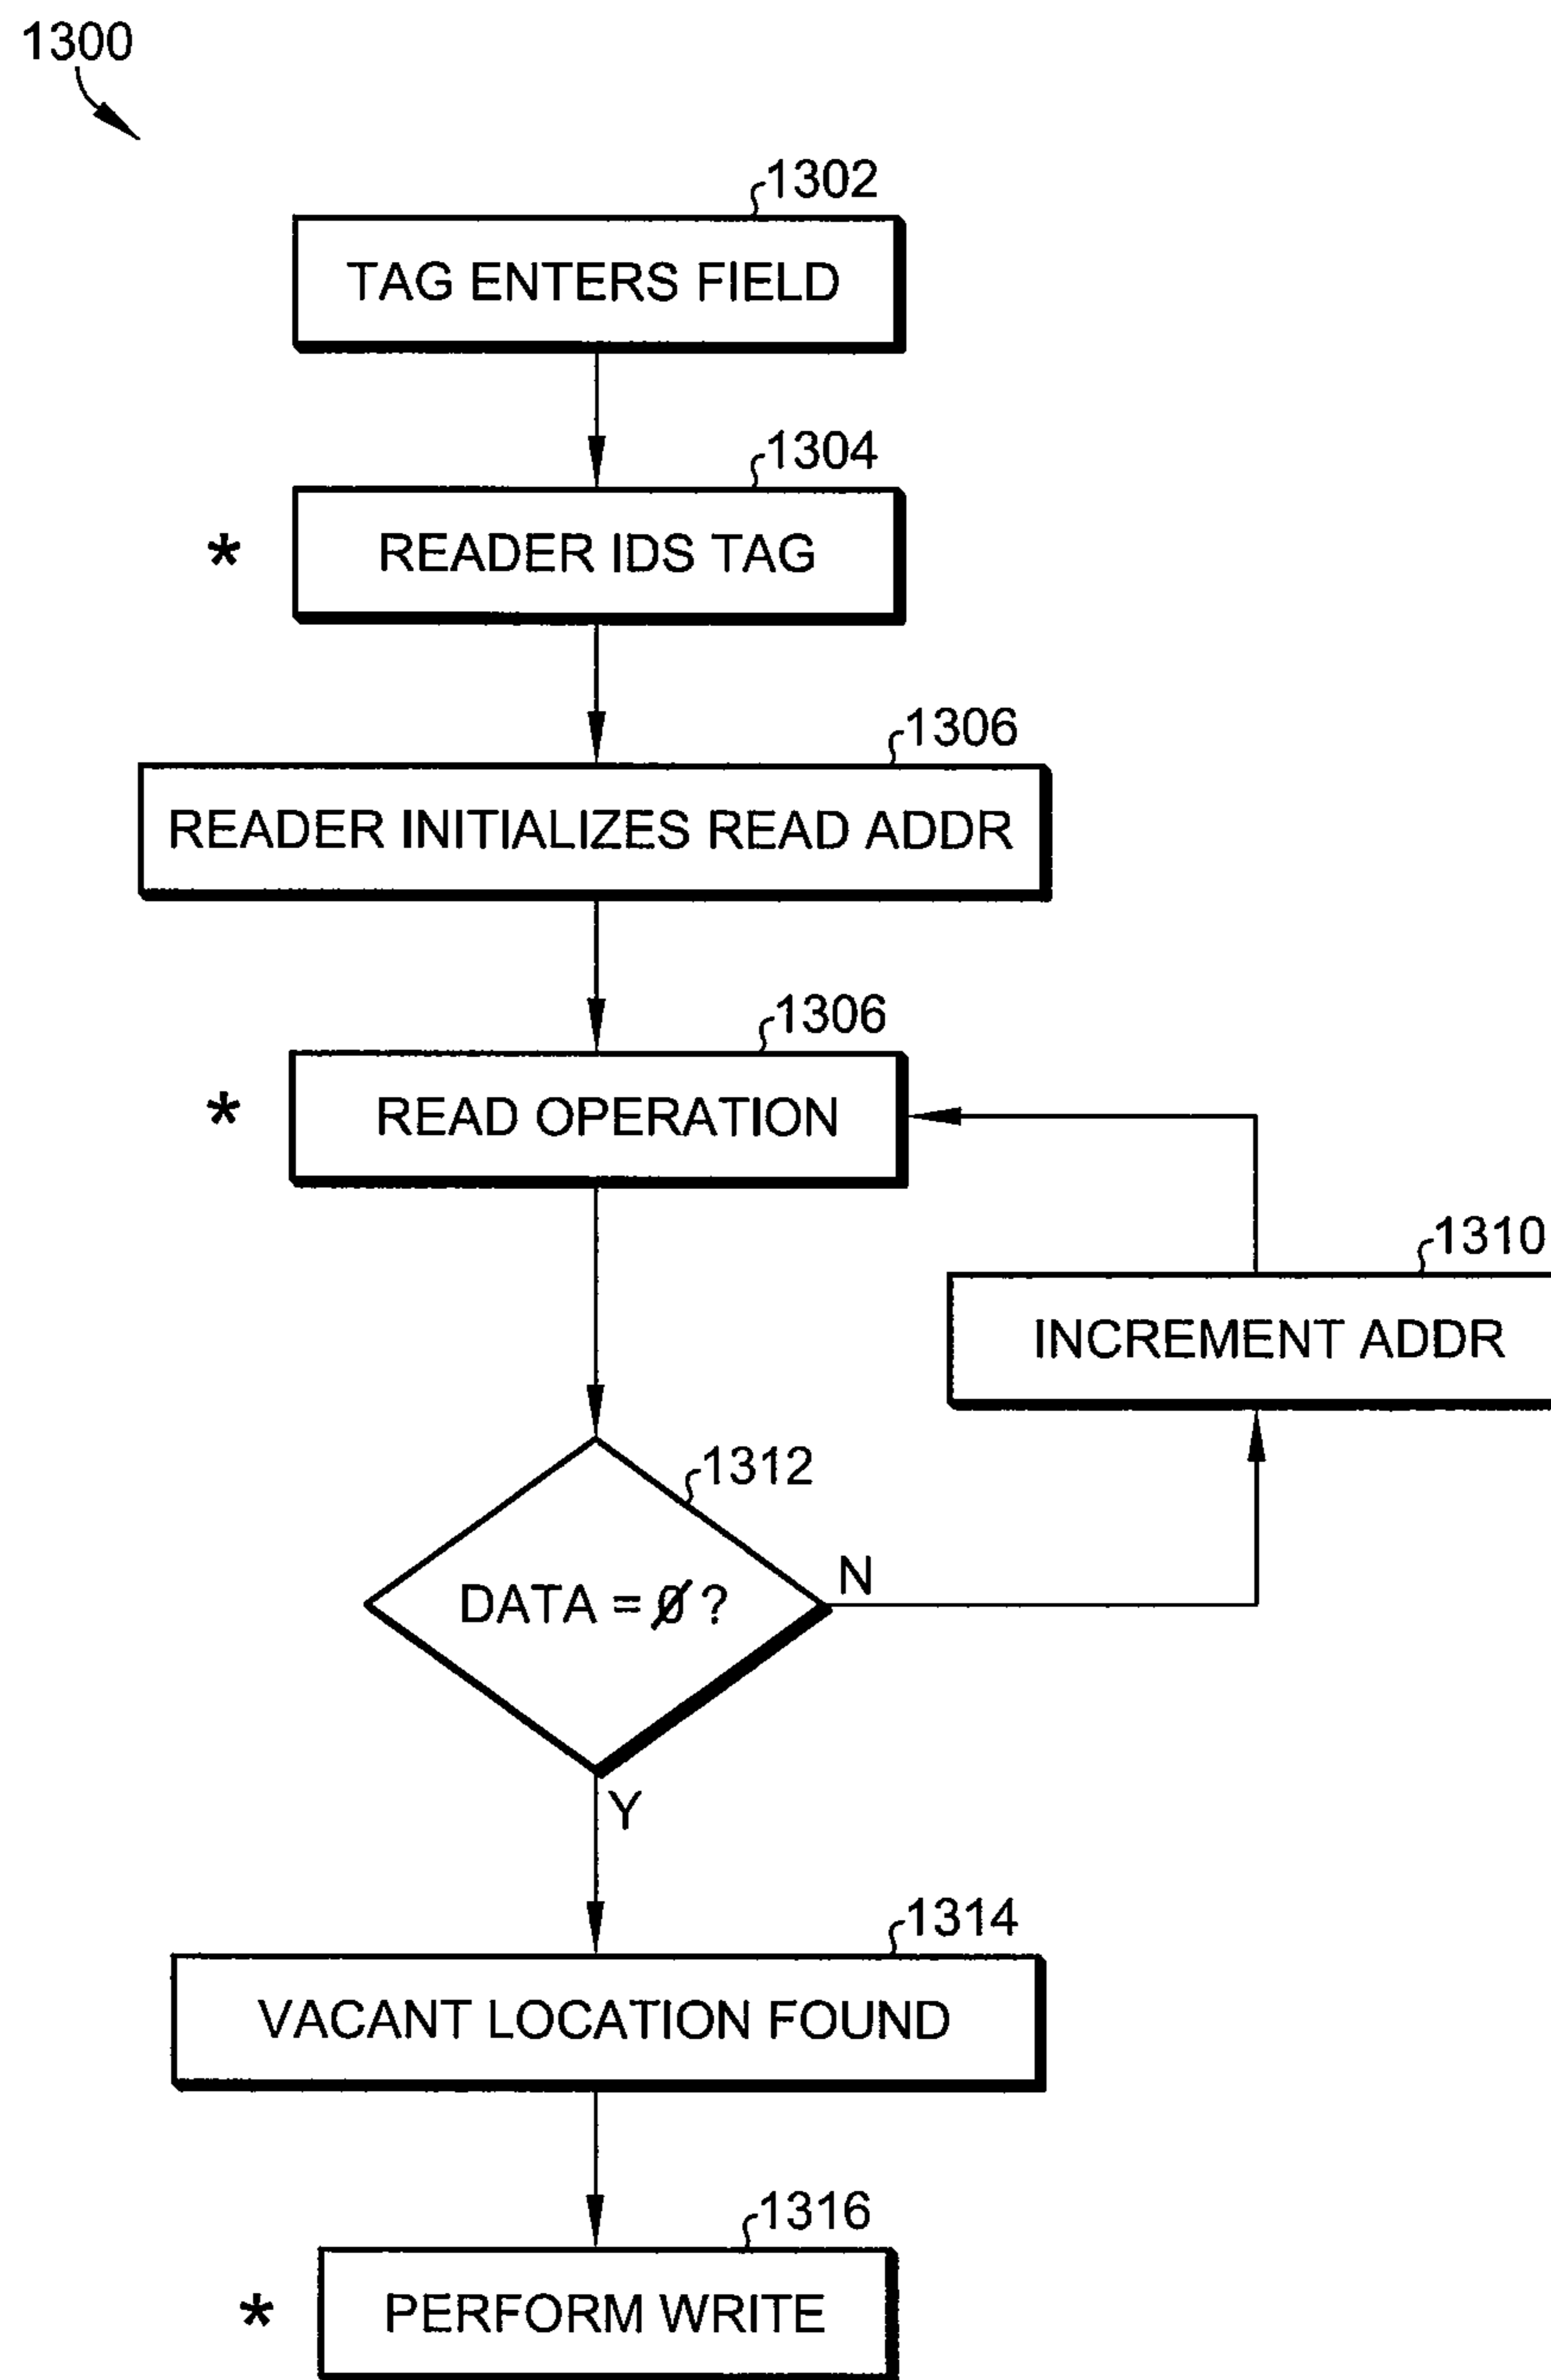 1300
1302
TAG ENTERS FIELD
1304
* READER IDS TAG
1306
READER INITIALIZES READ ADDR
1306
* READ OPERATION
1310
INCREMENT ADDR
1312
DATA = Ø ?
N
Y
1314
VACANT LOCATION FOUND
1316
* PERFORM WRITE